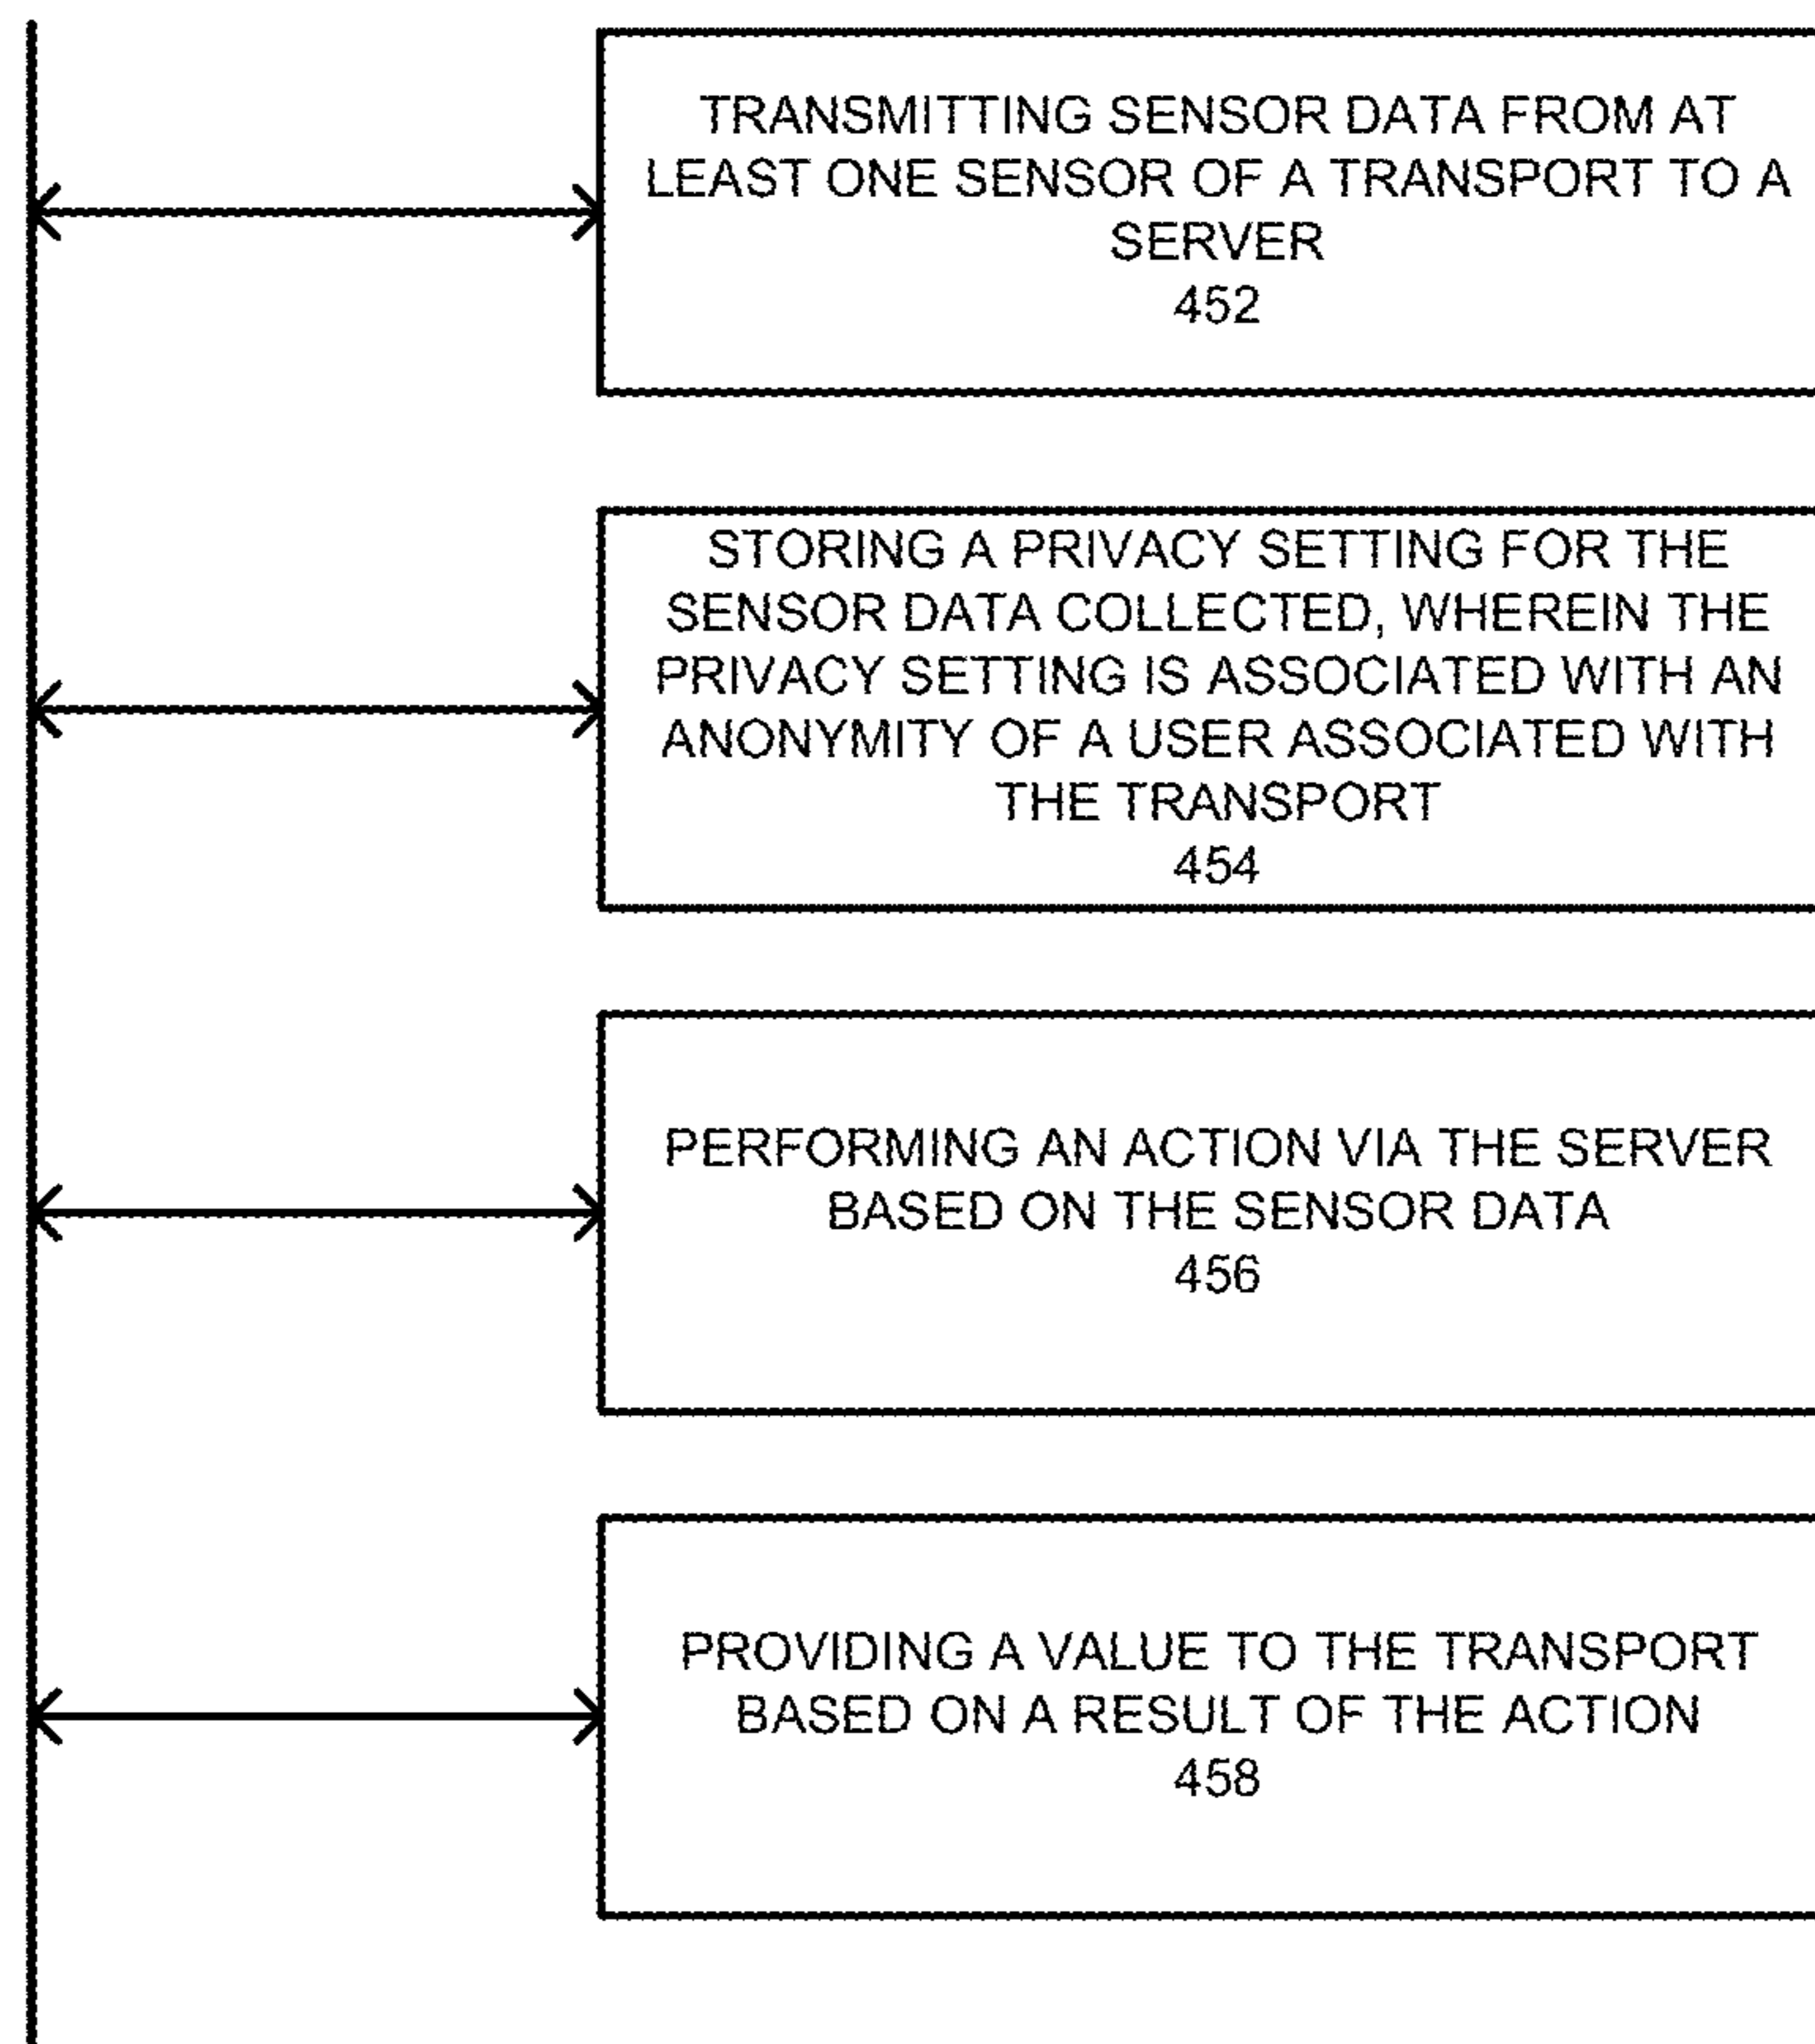 TRANSMITTING SENSOR DATA FROM AT
LEAST ONE SENSOR OF A TRANSPORT TO A
SERVER
452
STORING A PRIVACY SETTING FOR THE
SENSOR DATA COLLECTED, WHEREIN THE
PRIVACY SETTING IS ASSOCIATED WITH AN
ANONYMITY OF A USER ASSOCIATED WITH
THE TRANSPORT
454
PERFORMING AN ACTION VIA THE SERVER
BASED ON THE SENSOR DATA
456
PROVIDING A VALUE TO THE TRANSPORT
BASED ON A RESULT OF THE ACTION
458